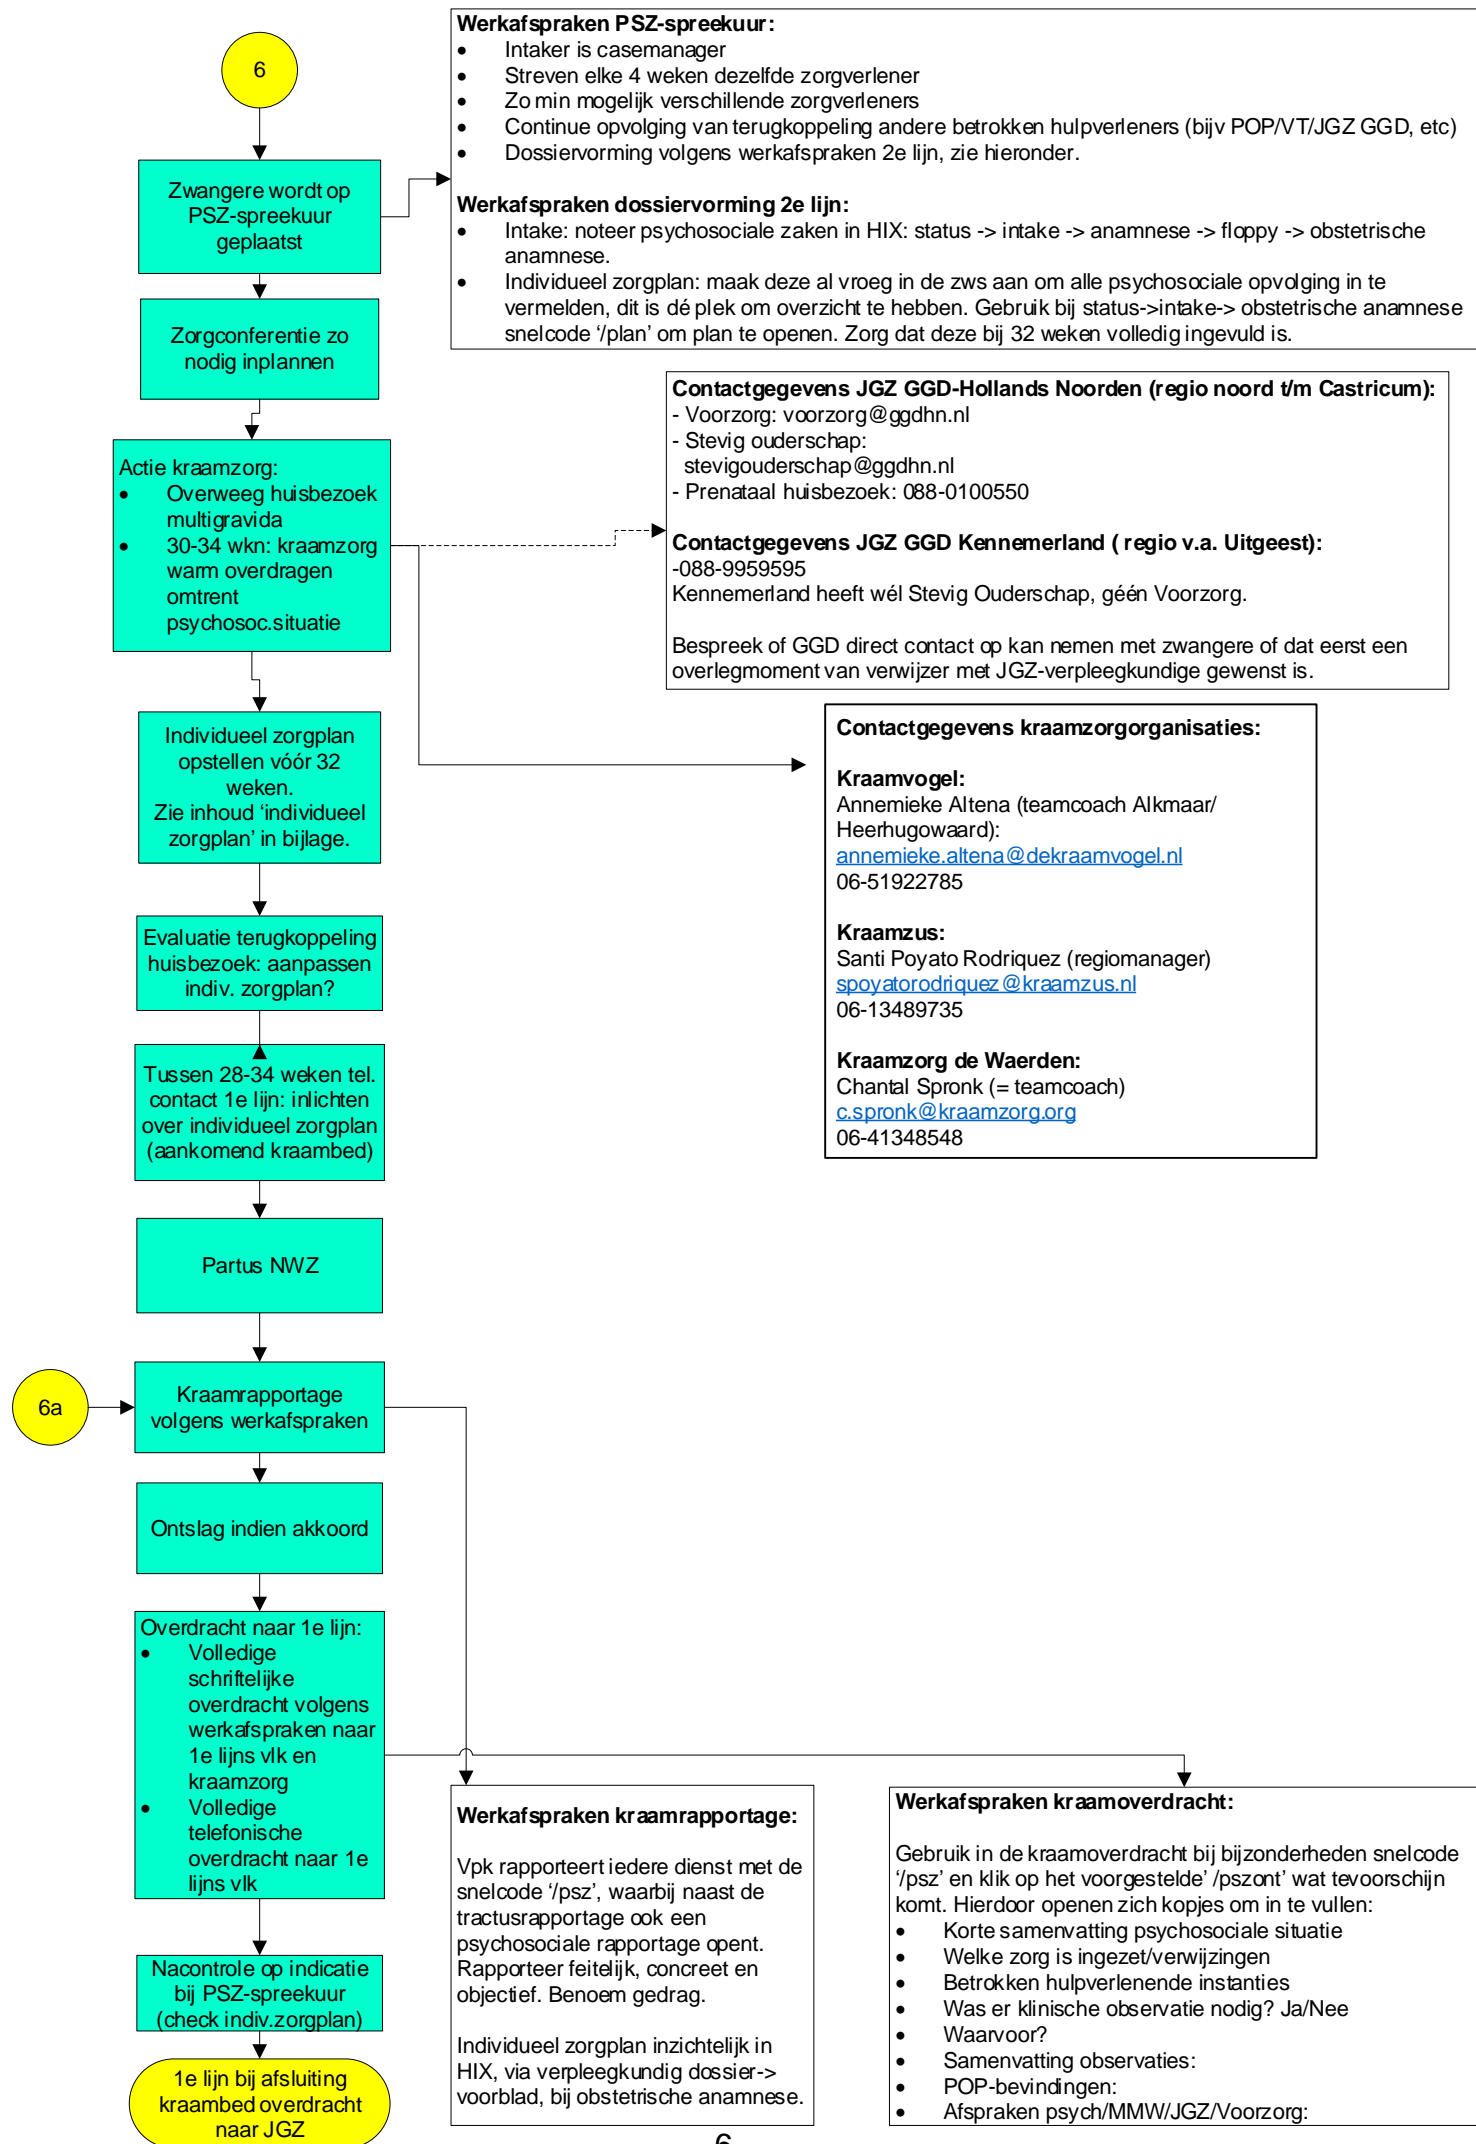 6
Zwangere wordt op
PSZ-spreekuur
geplaatst
Werkafspraken PSZ-spreekuur:
• Intaker is casemanager
• Streven elke 4 weken dezelfde zorgverlener
• Zo min mogelijk verschillende zorgverleners
• Continue opvolging van terugkoppeling andere betrokken hulpverleners (bijv POP/VT/JGZ GGD, etc)
• Dossiervorming volgens werkafspraken 2e lijn, zie hieronder.
Werkafspraken dossiervorming 2e lijn:
• Intake: noteer psychosociale zaken in HIX: status -> intake -> anamnese -> floppy -> obstetrische
anamnese.
• Individueel zorgplan: maak deze al vroeg in de zws aan om alle psychosociale opvolging in te
vermelden, dit is dé plek om overzicht te hebben. Gebruik bij status->intake-> obstetrische anamnese
snelcode ‘/plan’ om plan te openen. Zorg dat deze bij 32 weken volledig ingevuld is.
Zorgconferentie zo
nodig inplannen
Actie kraamzorg:
• Overweeg huisbezoek
multigravida
• 30-34 wkn: kraamzorg
warm overdragen
omtrent
psychosoc.situatie
Contactgegevens JGZ GGD-Hollands Noorden (regio noord t/m Castricum):
- Voorzorg: voorzorg@ggdhn.nl
- Stevig ouderschap:
stevigouderschap@ggdhn.nl
- Prenataal huisbezoek: 088-0100550
Contactgegevens JGZ GGD Kennemerland ( regio v.a. Uitgeest):
-088-9959595
Kennemerland heeft wél Stevig Ouderschap, géén Voorzorg.
Bespreek of GGD direct contact op kan nemen met zwangere of dat eerst een
overlegmoment van verwijzer met JGZ-verpleegkundige gewenst is.
Individueel zorgplan
opstellen vóór 32
weken.
Zie inhoud ‘individueel
zorgplan’ in bijlage.
Contactgegevens kraamzorgorganisaties:
Kraamvogel:
Annemieke Altena (teamcoach Alkmaar/
Heerhugowaard):
annemieke.altena@dekraamvogel.nl
06-51922785
Kraamzus:
Santi Poyato Rodriquez (regiomanager)
spoyatorodriquez@kraamzus.nl
06-13489735
Kraamzorg de Waerden:
Chantal Spronk (= teamcoach)
c.spronk@kraamzorg.org
06-41348548
Evaluatie terugkoppeling
huisbezoek: aanpassen
indiv. zorgplan?
Tussen 28-34 weken tel.
contact 1e lijn: inlichten
over individueel zorgplan
(aankomend kraambed)
Partus NWZ
6a
Kraamrapportage
volgens werkafspraken
Ontslag indien akkoord
Overdracht naar 1e lijn:
• Volledige
schriftelijke
overdracht volgens
werkafspraken naar
1e lijns vlk en
kraamzorg
• Volledige
telefonische
overdracht naar 1e
lijns vlk
Nacontrole op indicatie
bij PSZ-spreekuur
(check indiv.zorgplan)
1e lijn bij afsluiting
kraambed overdracht
naar JGZ
Werkafspraken kraamrapportage:
Vpk rapporteert iedere dienst met de
snelcode ‘/psz’, waarbij naast de
tractusrapportage ook een
psychosociale rapportage opent.
Rapporteer feitelijk, concreet en
objectief. Benoem gedrag.
Individueel zorgplan inzichtelijk in
HIX, via verpleegkundig dossier->
voorblad, bij obstetrische anamnese.
Werkafspraken kraamoverdracht:
Gebruik in de kraamoverdracht bij bijzonderheden snelcode
‘/psz’ en klik op het voorgestelde’ /pszont’ wat tevoorschijn
komt. Hierdoor openen zich kopjes om in te vullen:
• Korte samenvatting psychosociale situatie
• Welke zorg is ingezet/verwijzingen
• Betrokken hulpverlenende instanties
• Was er klinische observatie nodig? Ja/Nee
• Waarvoor?
• Samenvatting observaties:
• POP-bevindingen:
• Afspraken psych/MMW/JGZ/Voorzorg: